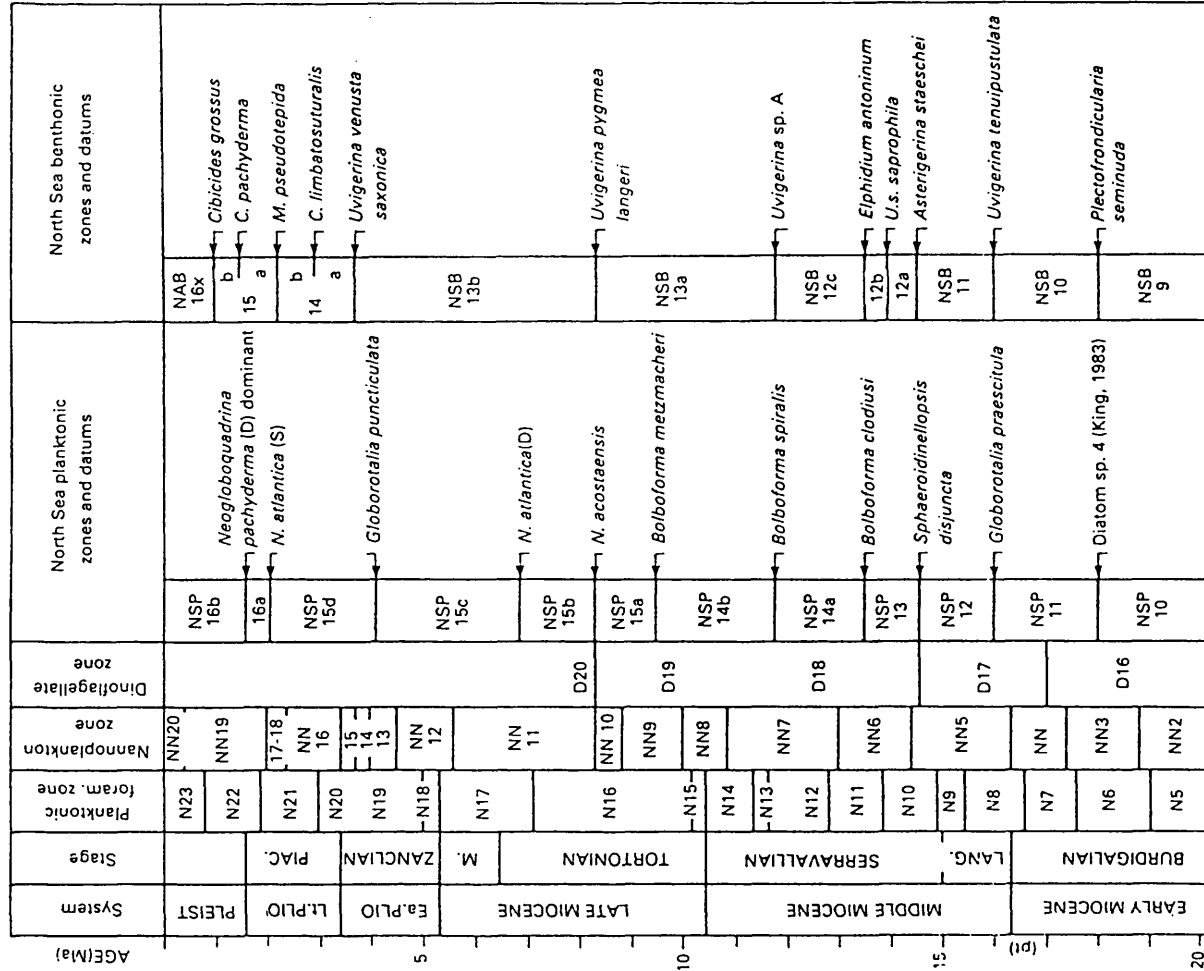 North Sea benthonic
zones and datums
Cibicides grossus
C. pachyderma
M. pseudotepida
C. limbatosuturalis
Uvigerina venusta
saxonica
Uvigerina pygmea
langeri
Uvigerina sp. A
Elphidium antoninum
U.s. saprophila
Asterigerina staeschei
Uvigerina tenuipustulata
Plectofrondicularia
seminuda
NAB
16x
b
15
a
b
14
a
NSB
13b
NSB
13a
NSB
12c
12b
12a
NSB
11
NSB
10
NSB
9
North Sea planktonic
zones and datums
Neogloboquadrina
pachyderma (D) dominant
N. atlantica (S)
Globorotalia puncticulata
N. atlantica(D)
N. acostaensis
Bolboforma metzmacheri
Bolboforma spiralis
Bolboforma clodiusi
Sphaeroidinellopsis
disjuncta
Globorotalia praescitula
Diatom sp. 4 (King, 1983)
NSP
16b
16a
NSP
15d
NSP
15c
NSP
15b
NSP
15a
NSP
14b
NSP
14a
NSP
13
NSP
12
NSP
11
NSP
10
Dinoflagellate
zone
D20
D19
D18
D17
D16
Nannoplankton
zone
NN20
NN19
17-18
NN
16
15
14
13
NN
12
NN
11
NN 10
NN9
NN8
NN7
NN6
NN5
NN
NN3
NN2
Planktonic
foram. zone
N23
N22
N21
N20
N19
N18
N17
N16
N15
N14
N13
N12
N11
N10
N9
N8
N7
N6
N5
Stage
PIAC.
ZANCLIAN
M.
TORTONIAN
SERRAVALLIAN
LANG.
BURDIGALIAN
System
PLEIST
Lt.PLIO'
Ea.PLIO
LATE MIOCENE
MIDDLE MIOCENE
EARLY MIOCENE
AGE(Ma)
5
10
15
(pt)
20